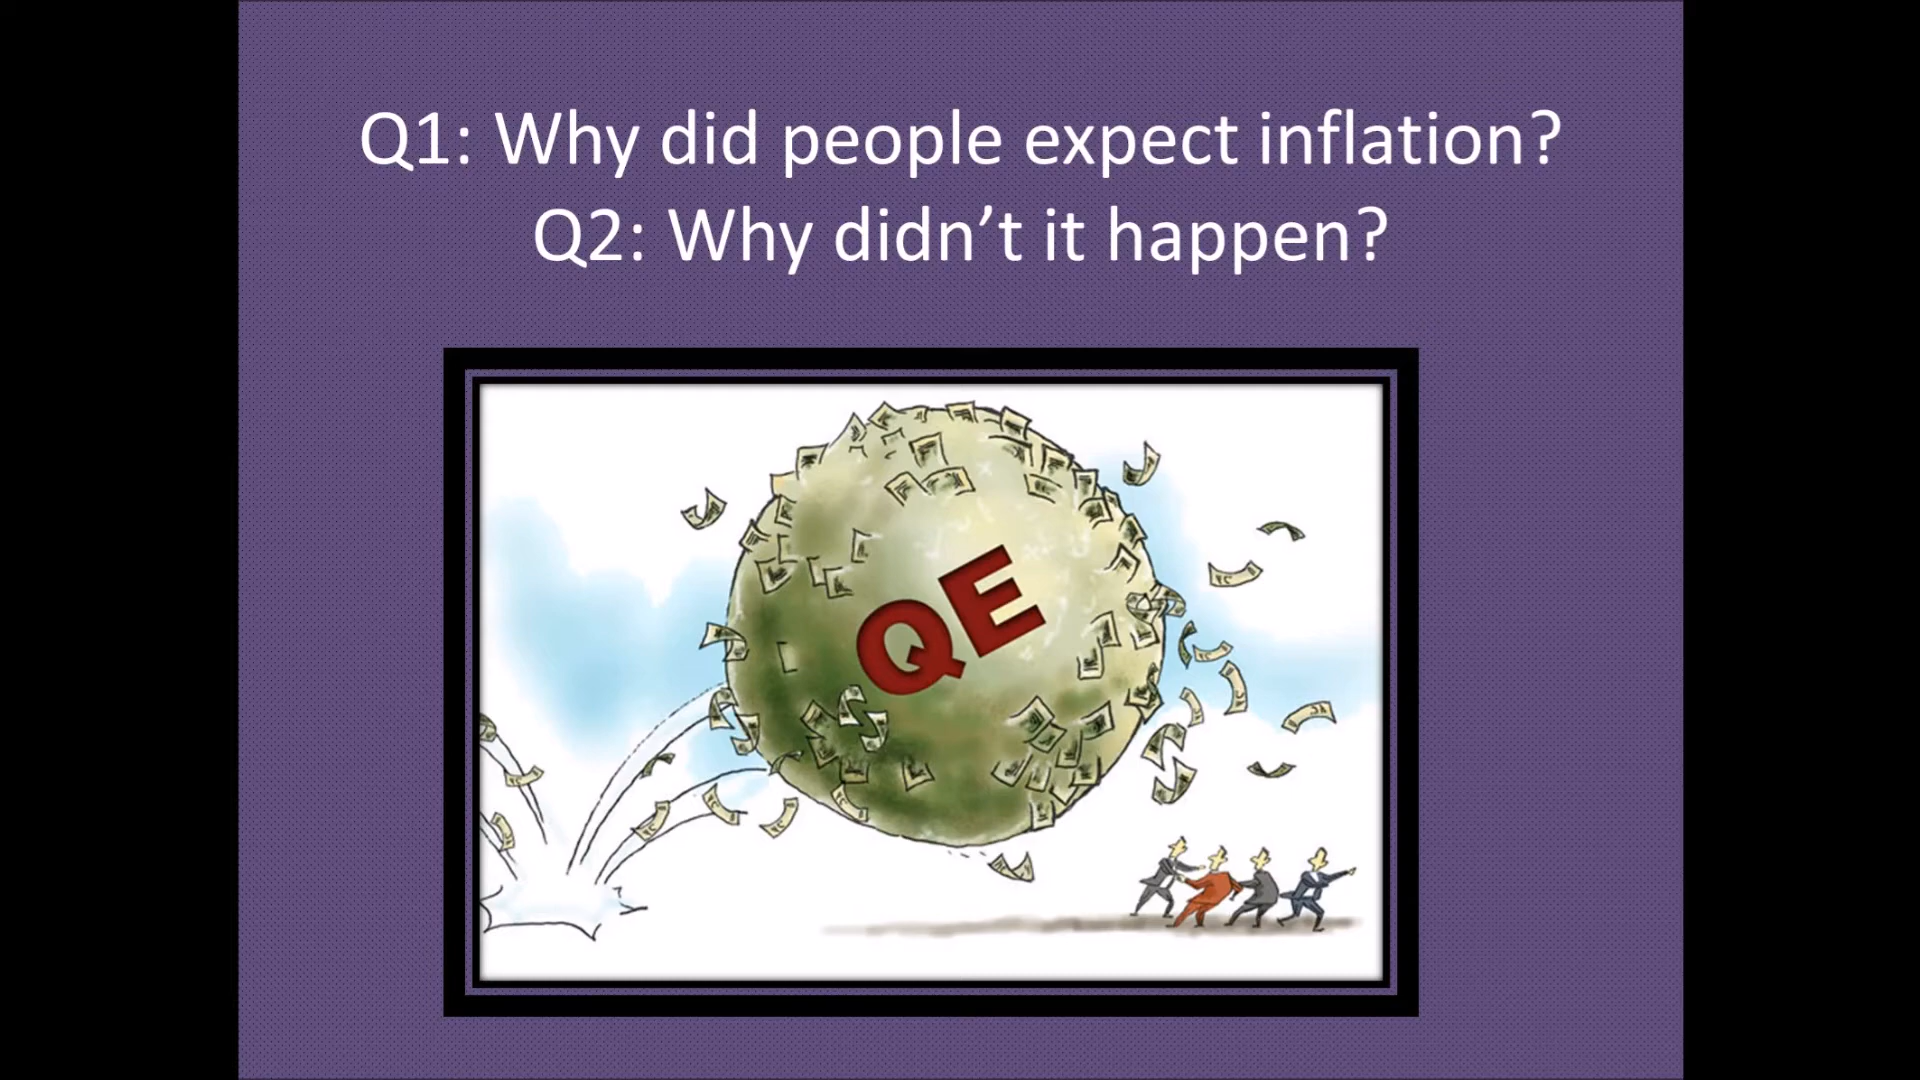 Q1: Why did people expect inflation?
Q2: Why didn’t it happen?
QE